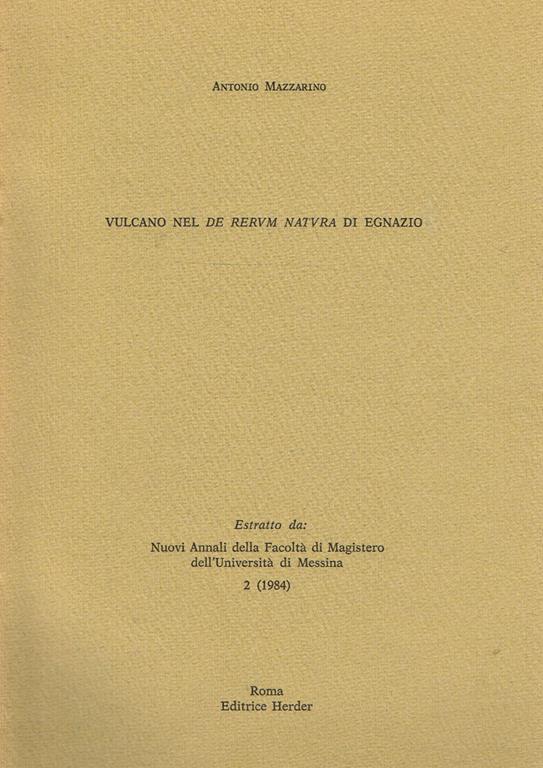 Antonio Mazzarino
VULCANO NEL DE RERVM NATVRA DI EGNAZIO
Estratto da:
Nuovi Annali della Facoltà di Magistero
dell'Università di Messina
2 (1984)
Roma
Editrice Herder